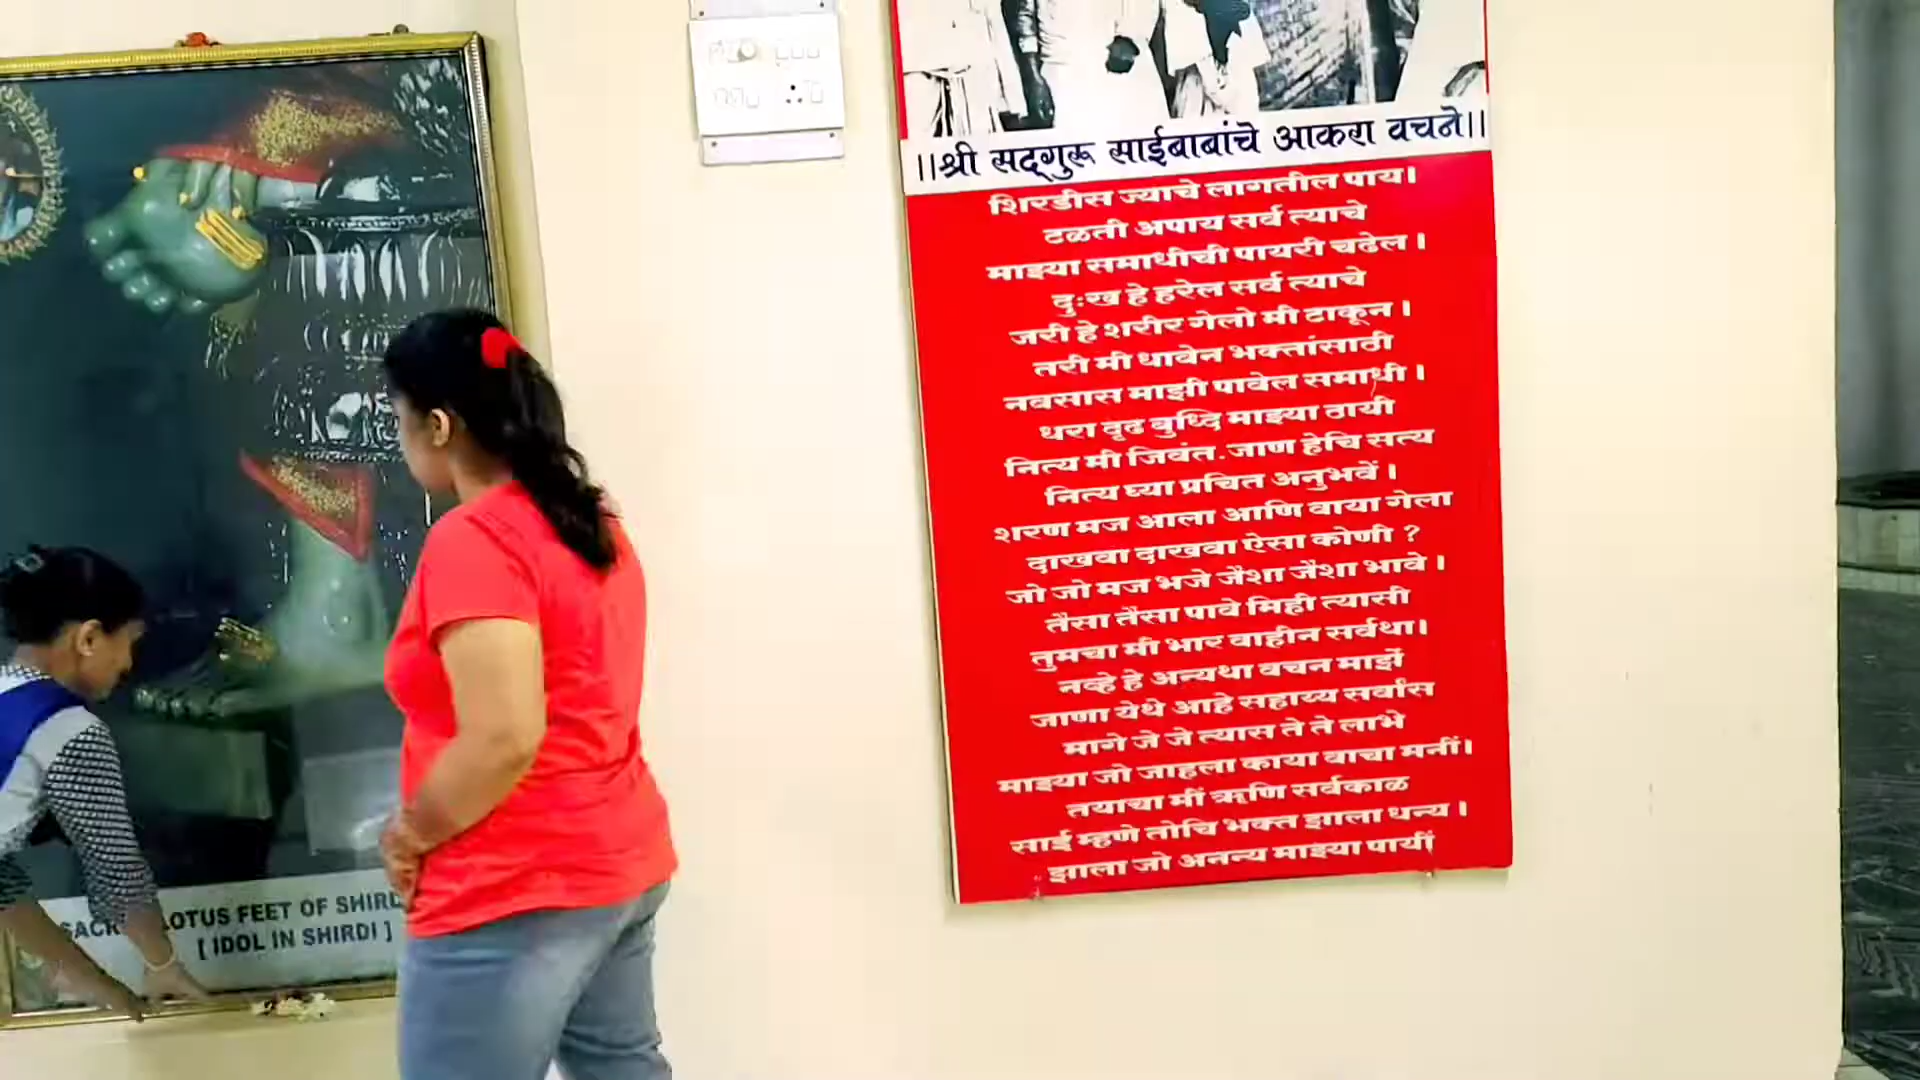 ॥श्री सद्‌गुरू साईबाबांचे आकरा वचने॥
शिरडीस ज्याचे लागतील पाय।
टळती अपाय सर्व त्याचे
माझ्या समाधीची पायरी चढेल।
दुःख हे हरेल सर्व त्याचे
जरी हे शरीर गेलो मी टाकून।
तरी मी धावेन भक्तांसाठी
नवसास माझी पावेल समाधी।
धरा दृढ बुध्दि माझ्या ठायी
नित्य मी जिवंत. जाण हेचि सत्य
नित्य घ्या प्रचित अनुभवें।
शरण मज आला आणि वाया गेला
दाखवा दाखवा ऐसा कोणी ?
जो जो मज भजे जैशा जैशा भावे।
तैसा तैसा पावे मिही त्यासी
तुमचा मी भार वाहीन सर्वथा।
नव्हे हे अन्यथा वचन माझें
जाणा येथे आहे सहाय्य सर्वांस
मागे जे जे त्यास ते ते लाभे
माझ्या जो जाहला काया वाचा मनीं।
तयाचा मीं ऋणि सर्वकाळ
साई म्हणे तोचि भक्त झाला धन्य।
झाला जो अनन्य माझ्या पायीं
LOTUS FEET OF
[ IDOL IN SHIRDI ]